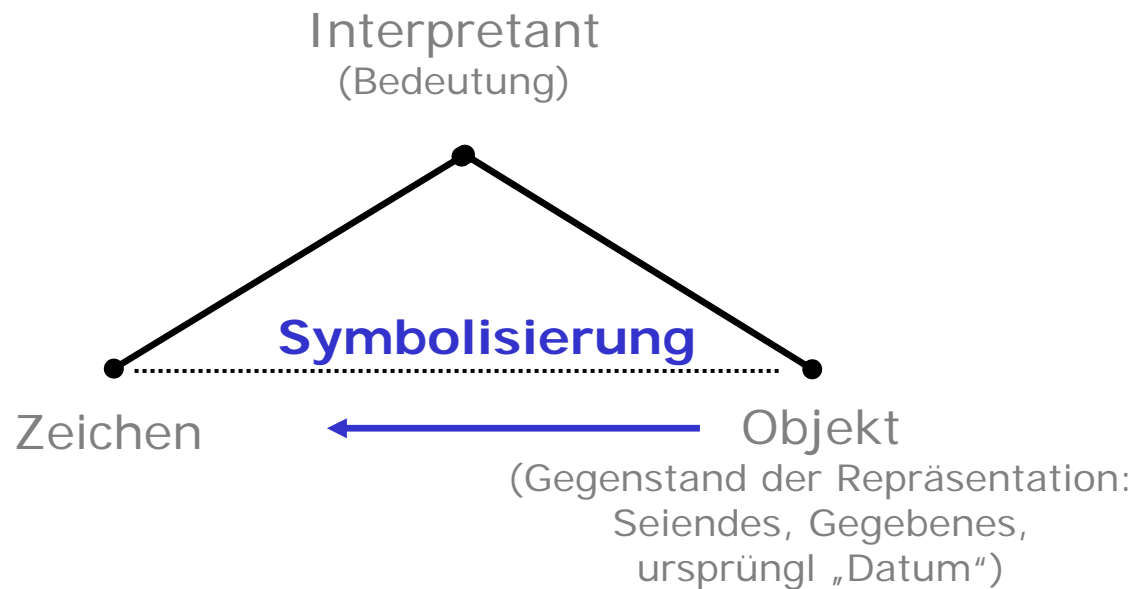 Interpretant
(Bedeutung)
Symbolisierung
Zeichen
Objekt
(Gegenstand der Repräsentation:
Seiendes, Gegebenes,
ursprüngl „Datum“)